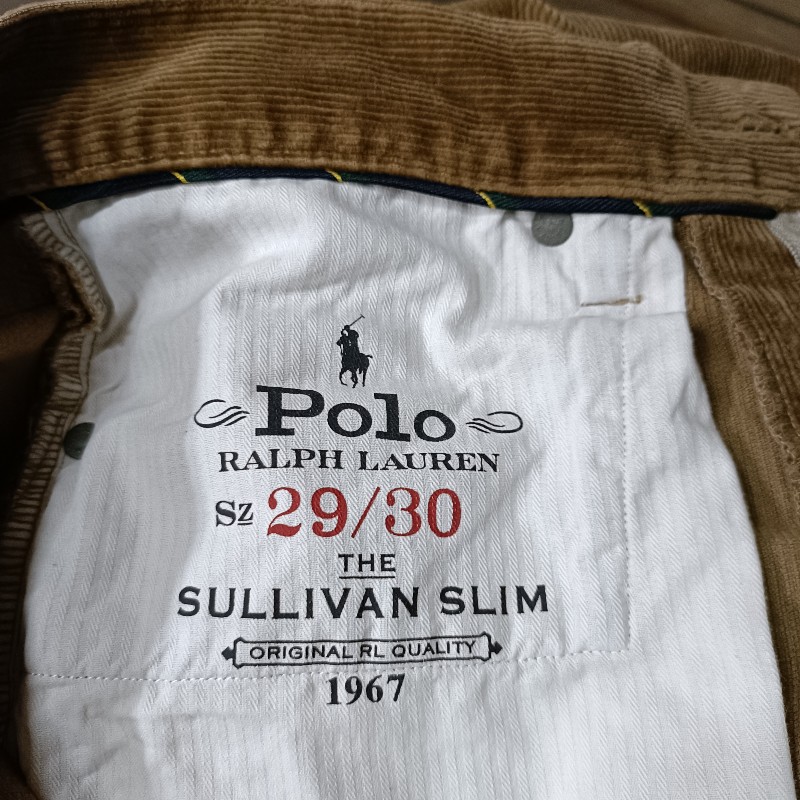 Polo
RALPH LAUREN
Sz 29/30
THE
SULLIVAN SLIM
ORIGINAL RL QUALITY
1967